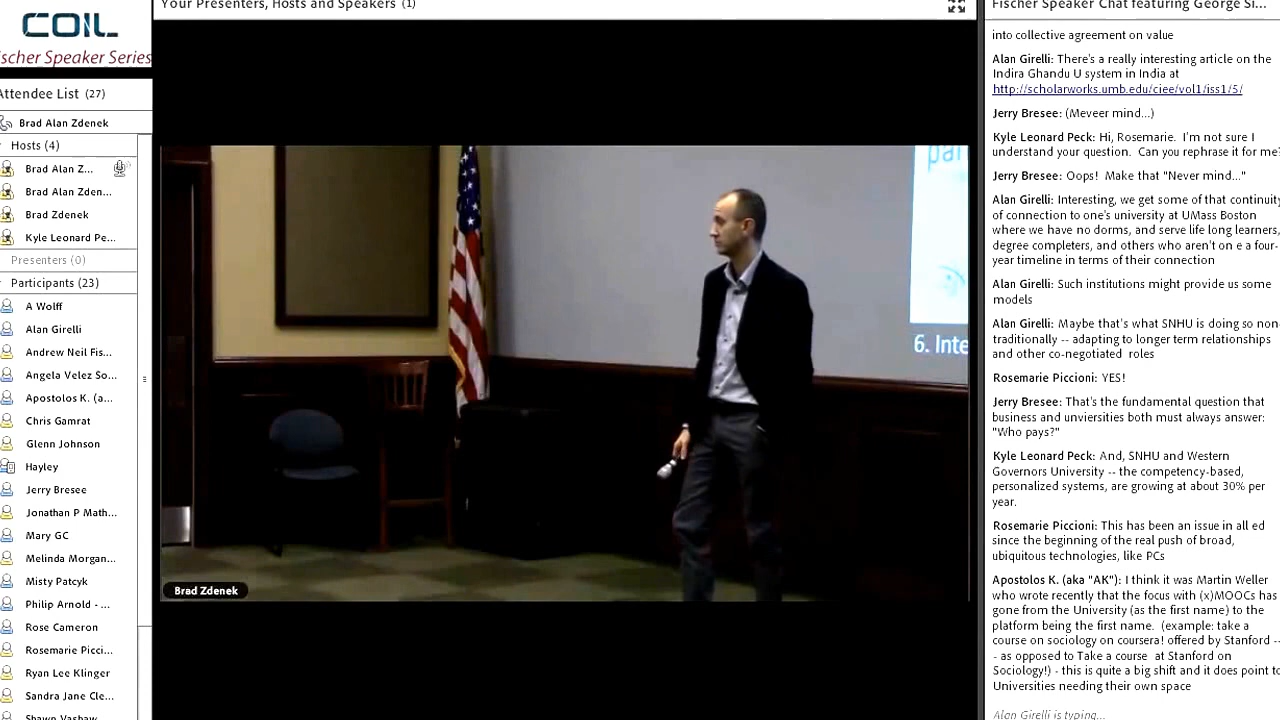 COIL
scher Speaker Series
Attendee List (27)
Brad Alan Zdenek
Hosts (4)
Brad Alan Z...
Brad Alan Zden...
Brad Zdenek
Kyle Leonard Pe...
Presenters (0)
Participants (23)
A Wolff
Alan Girelli
Andrew Neil Fis...
Angela Velez So...
Apostolos K. (a...
Chris Gamrat
Glenn Johnson
Hayley
Jerry Bresee
Jonathan P Math...
Mary GC
Melinda Morgan...
Misty Patcyk
Philip Arnold - ...
Rose Cameron
Rosemarie Picci...
Ryan Lee Klinger
Sandra Jane Cle...
Shawn Vashaw
Your Presenters, Hosts and Speakers (1)
par
6. Inte
Brad Zdenek
Fischer Speaker Chat featuring George Si...
into collective agreement on value
Alan Girelli: There's a really interesting article on the
Indira Ghandu U system in India at
http://scholarworks.umb.edu/ciee/vol1/iss1/5/
Jerry Bresee: (Meveer mind...)
Kyle Leonard Peck: Hi, Rosemarie. I'm not sure I
understand your question. Can you rephrase it for me?
Jerry Bresee: Oops! Make that "Never mind..."
Alan Girelli: Interesting, we get some of that continuity
of connection to one's university at UMass Boston
where we have no dorms, and serve life long learners,
degree completers, and others who aren't on e a four-
year timeline in terms of their connection
Alan Girelli: Such institutions might provide us some
models
Alan Girelli: Maybe that's what SNHU is doing so non-
traditionally -- adapting to longer term relationships
and other co-negotiated roles
Rosemarie Piccioni: YES!
Jerry Bresee: That's the fundamental question that
business and unviersities both must always answer:
"Who pays?"
Kyle Leonard Peck: And, SNHU and Western
Governors University -- the competency-based,
personalized systems, are growing at about 30% per
year.
Rosemarie Piccioni: This has been an issue in all ed
since the beginning of the real push of broad,
ubiquitous technologies, like PCs
Apostolos K. (aka "AK"): I think it was Martin Weller
who wrote recently that the focus with (x)MOOCs has
gone from the University (as the first name) to the
platform being the first name. (example: take a
course on sociology on coursera! offered by Stanford --
- as opposed to Take a course at Stanford on
Sociology!) - this is quite a big shift and it does point to
Universities needing their own space
Alan Girelli is typing...